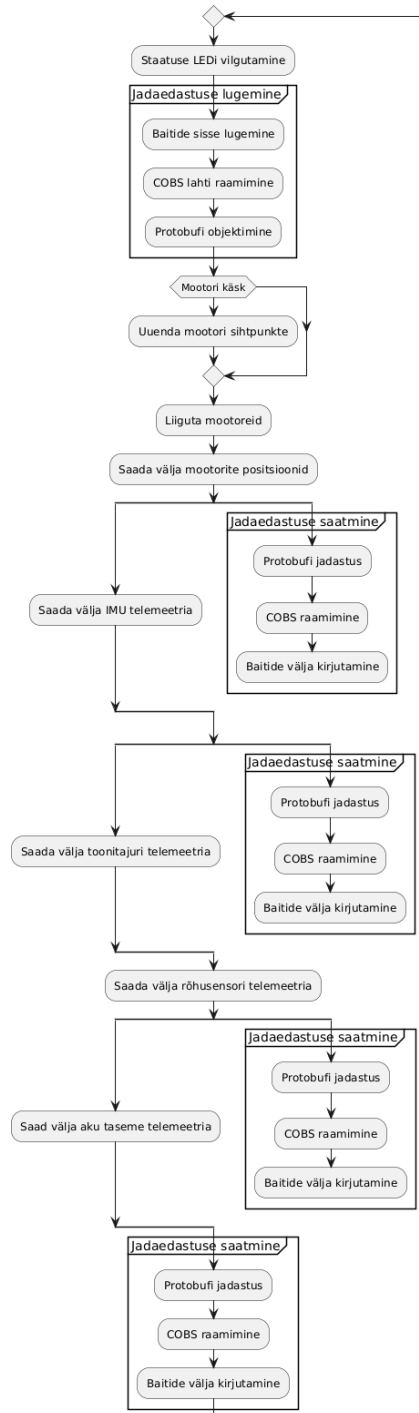 Staatuse LEDi vilgutamine
Jadaedastuse lugemine
Baitide sisse lugemine
COBS lahti raamimine
Protobufi objektimine
Mootori käsk
Uuenda mootori sihtpunkte
Liiguta mootoreid
Saada välja mootorite positsioonid
Jadaedastuse saatmine
Protobufi jadastus
Saada välja IMU telemeetria
COBS raamimine
Baitide välja kirjutamine
Jadaedastuse saatmine
Protobufi jadastus
Saada välja toonitajuri telemeetria
COBS raamimine
Baitide välja kirjutamine
Saada välja rõhusensori telemeetria
Jadaedastuse saatmine
Protobufi jadastus
Saad välja aku taseme telemeetria
COBS raamimine
Baitide välja kirjutamine
Jadaedastuse saatmine
Protobufi jadastus
COBS raamimine
Baitide välja kirjutamine